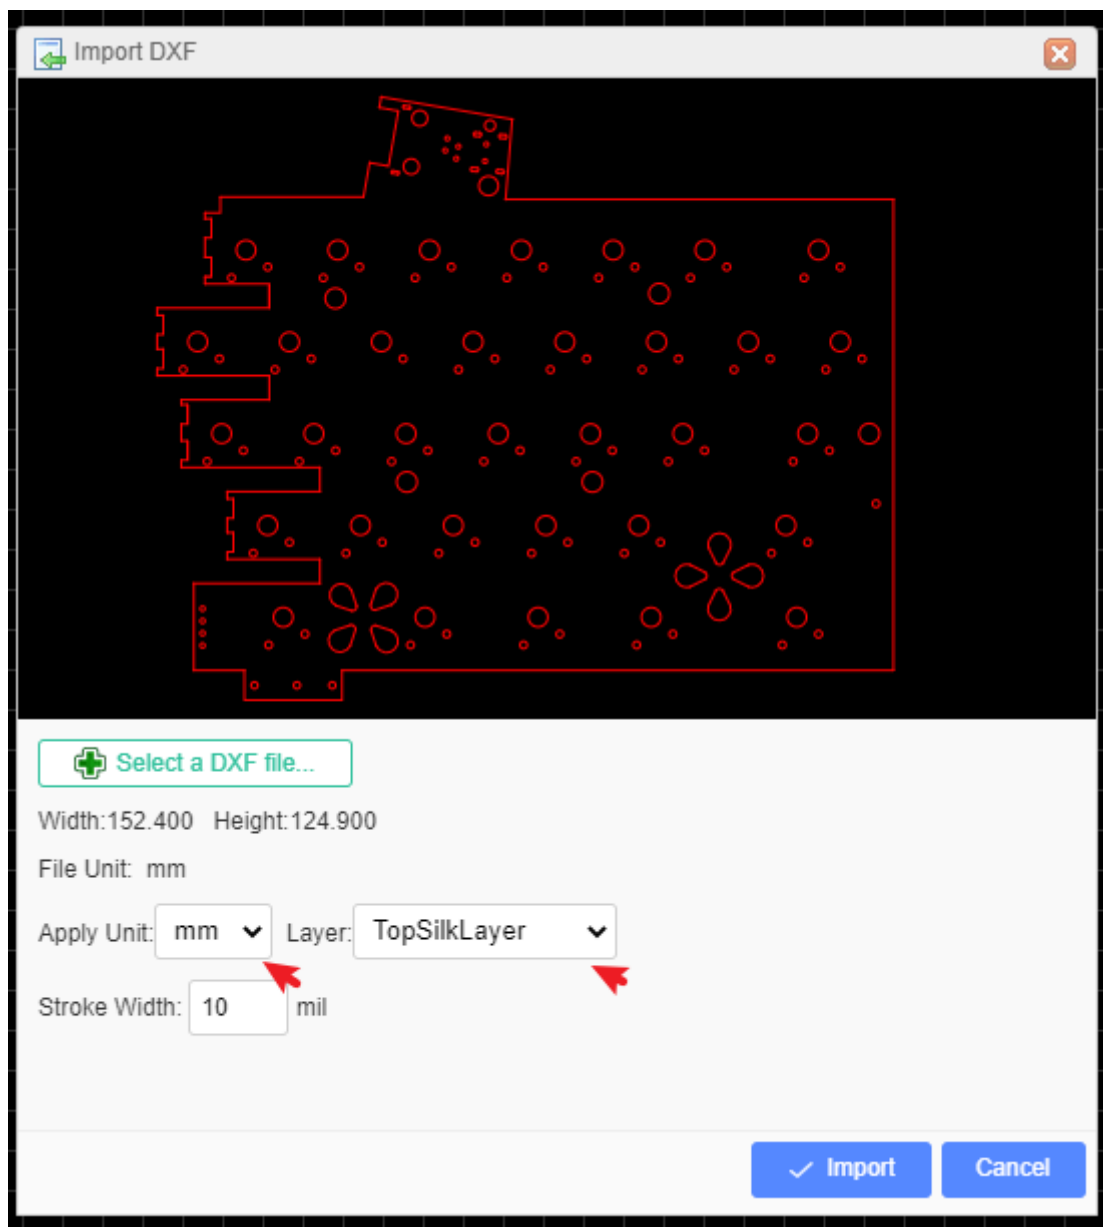 Import DXF
Select a DXF file...
Width:152.400 Height:124.900
File Unit: mm
Apply Unit: mm Layer: TopSilkLayer
Stroke Width: 10 mil
Import Cancel